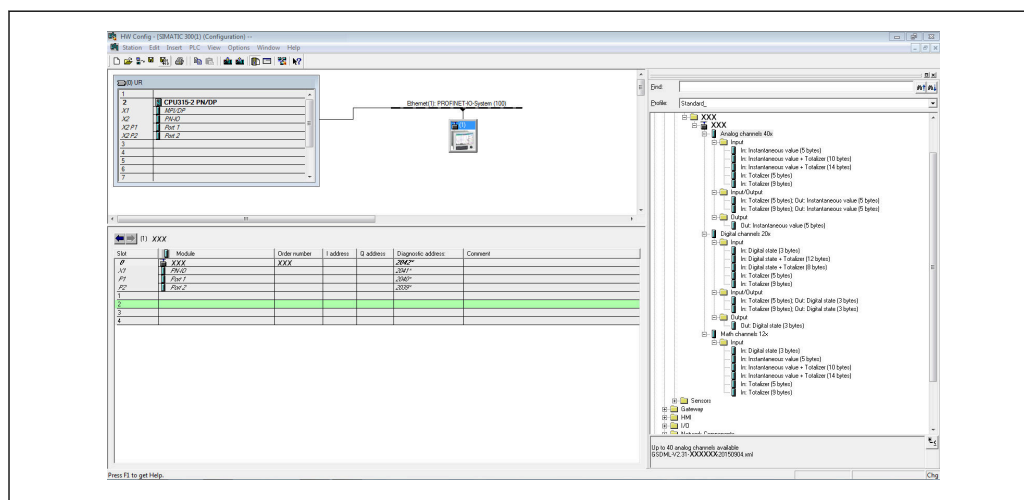 HW Config - [SIMATIC 300(1) (Configuration) --
Station Edit Insert PLC View Options Window Help
(0) UR
1
2 CPU315-2 PN/DP
X1 MPI/DP
X2 PN-IO
X2 P1 Port 1
X2 P2 Port 2
3
4
5
6
7
Ethernet(1): PROFINET-IO-System (100)
(1)
(1) XXX
Slot Module Order number I address Q address Diagnostic address Comment
0 XXX XXX 2042*
X1 PN-IO 2041*
P1 Port 1 2040*
P2 Port 2 2039*
1
2
3
4
Find:
Profile: Standard_
XXX
XXX
Analog channels 40x
Input
In: Instantaneous value (5 bytes)
In: Instantaneous value + Totalizer (10 bytes)
In: Instantaneous value + Totalizer (14 bytes)
In: Totalizer (5 bytes)
In: Totalizer (9 bytes)
Input/Output
In: Totalizer (5 bytes); Out: Instantaneous value (5 bytes)
In: Totalizer (9 bytes); Out: Instantaneous value (5 bytes)
Output
Out: Instantaneous value (5 bytes)
Digital channels 20x
Input
In: Digital state (3 bytes)
In: Digital state + Totalizer (12 bytes)
In: Digital state + Totalizer (8 bytes)
In: Totalizer (5 bytes)
In: Totalizer (9 bytes)
Input/Output
In: Totalizer (5 bytes); Out: Digital state (3 bytes)
In: Totalizer (9 bytes); Out: Digital state (3 bytes)
Output
Out: Digital state (3 bytes)
Math channels 12x
Input
In: Digital state (3 bytes)
In: Instantaneous value (5 bytes)
In: Instantaneous value + Totalizer (10 bytes)
In: Instantaneous value + Totalizer (14 bytes)
In: Totalizer (5 bytes)
In: Totalizer (9 bytes)
Sensors
Gateway
HMI
I/O
Network Components
Up to 40 analog channels available
GSDML-V2.31-XXXXXX-20150904.xml
Press F1 to get Help.
Chg